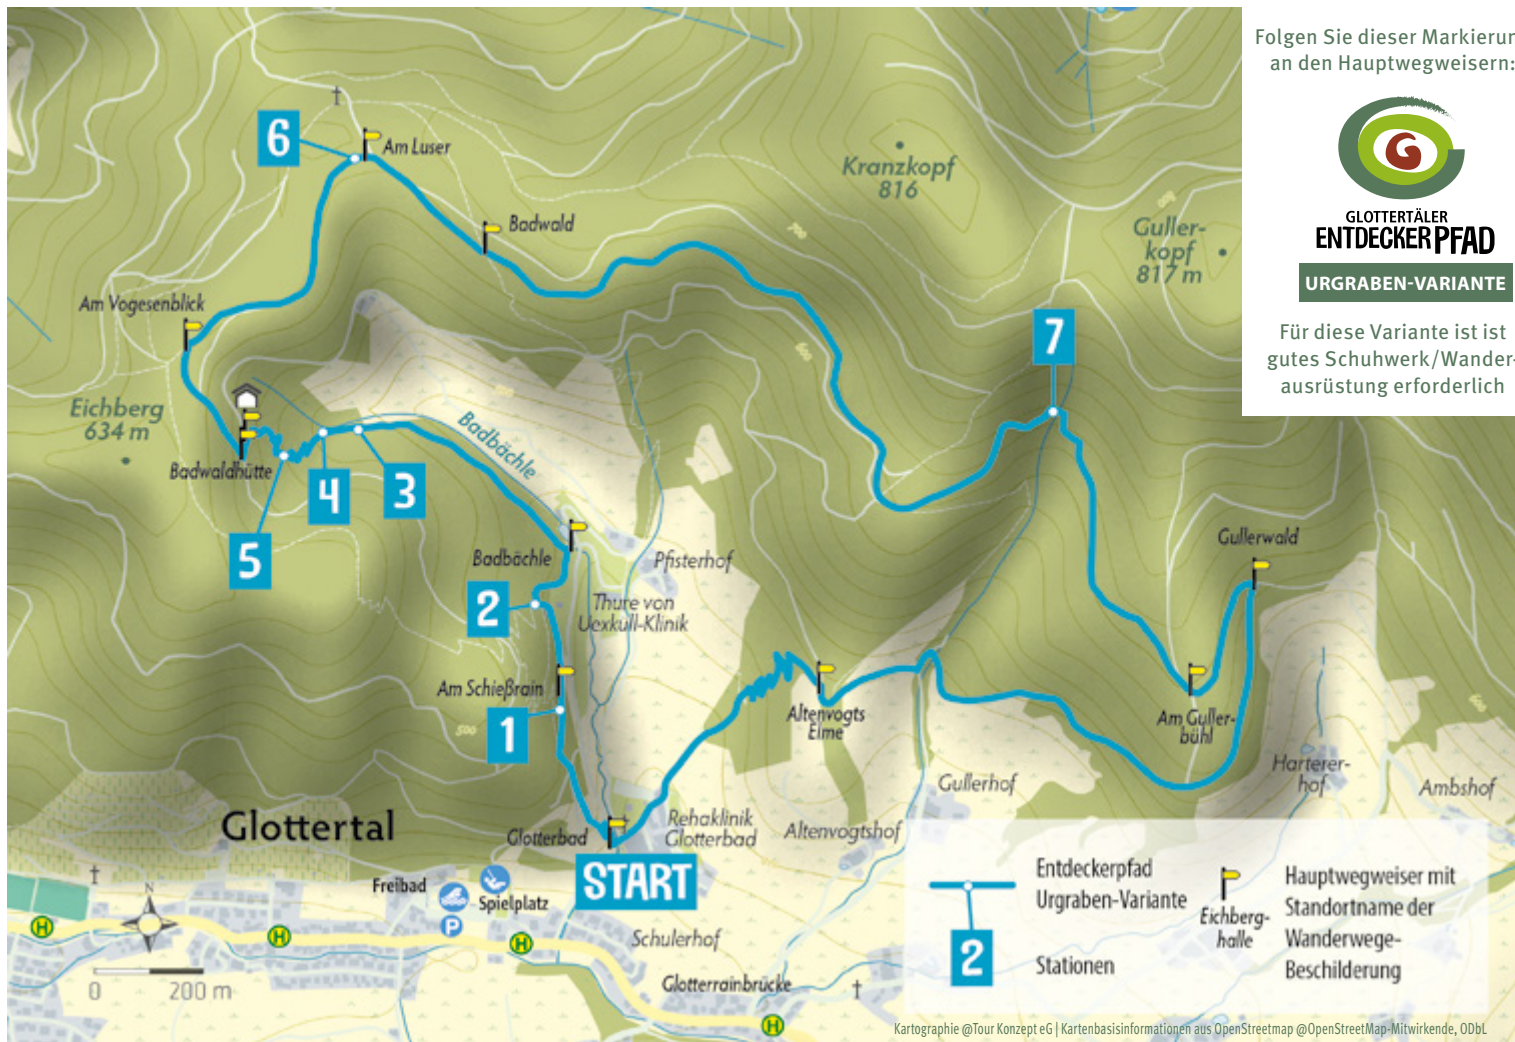 Folgen Sie dieser Markierun
an den Hauptwegweisern:
GLOTTERTÄLER
ENTDECKERPFAD
URGRABEN-VARIANTE
Für diese Variante ist ist
gutes Schuhwerk/Wander-
ausrüstung erforderlich
6
Am Luser
Kranzkopf
816
Badwald
700
Guller-
kopf
817 m
Am Vogesenblick
7
600
Eichberg
634 m
Badbächle
Badwaldhütte
4
3
5
Gullerwald
Badbächle
Pfisterhof
2
Thure von
Uexkull-Klinik
Am Schießrain
1
500
Altenvogts
Elme
Am Guller-
bühl
Harterer-
hof
Ambshof
Gullerhof
Glottertal
Glotterbad
Rehaklinik
Glotterbad
Altenvogtshof
START
Freibad
Spielplatz
P
N
H
H
H
H
Schulerhof
Glotterrainbrücke
0 200 m
Entdeckerpfad
Urgraben-Variante
2
Stationen
Eichberg-
halle
Hauptwegweiser mit
Standortname der
Wanderwege-
Beschilderung
Kartographie @Tour Konzept eG | Kartenbasisinformationen aus OpenStreetmap @OpenStreetMap-Mitwirkende, ODbL